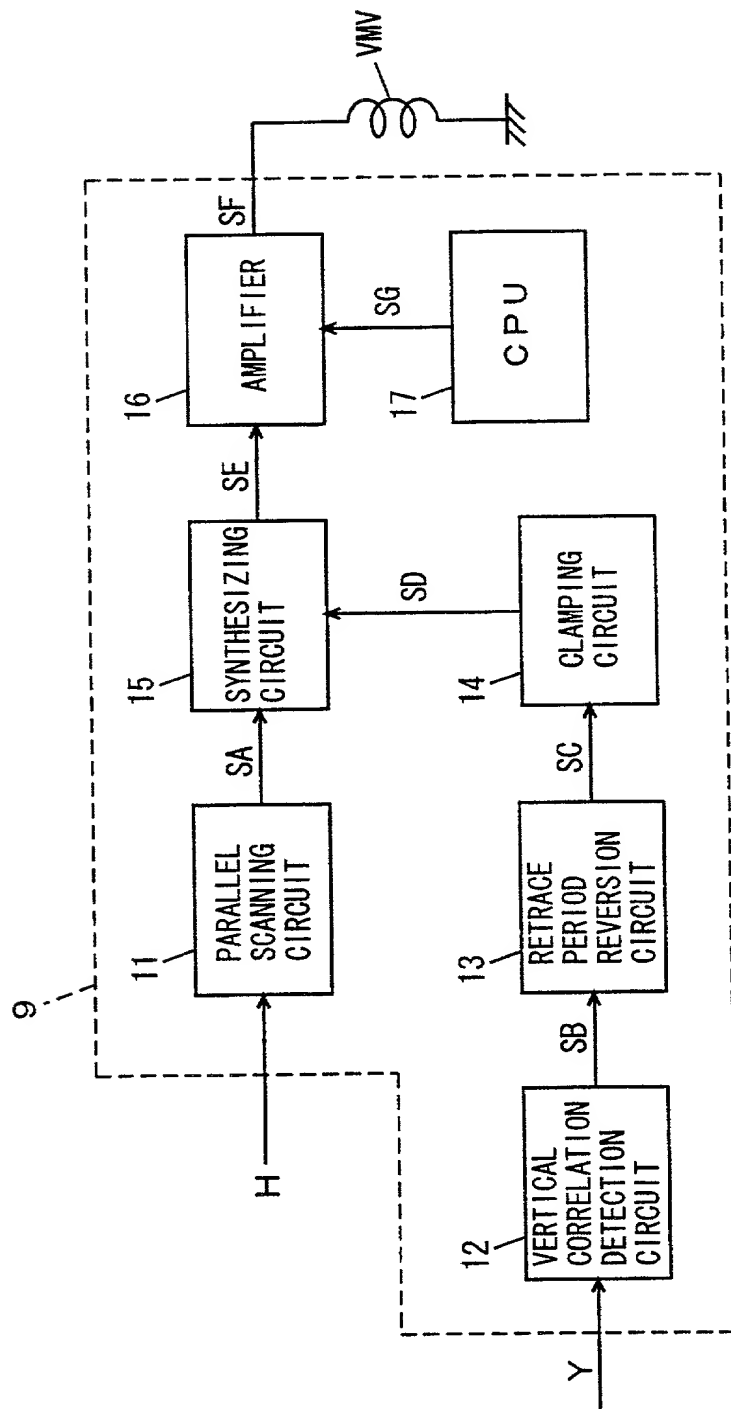 9
H
11
PARALLEL
SCANNING
CIRCUIT
SA
15
SYNTHESIZING
CIRCUIT
SE
16
AMPLIFIER
SF
VMV
SG
17
CPU
SD
Y
12
VERTICAL
CORRELATION
DETECTION
CIRCUIT
SB
13
RETRACE
PERIOD
REVERSION
CIRCUIT
SC
14
CLAMPING
CIRCUIT